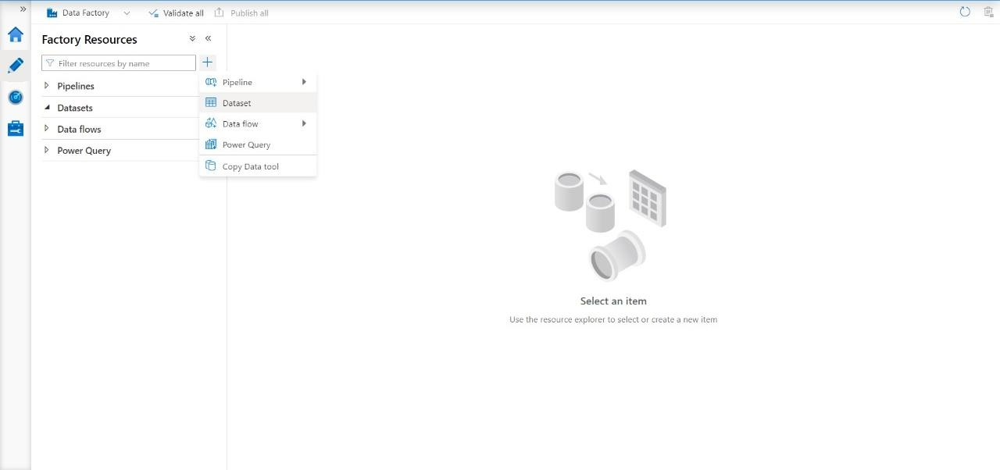 Data Factory
Validate all
Publish all
Factory Resources
Filter resources by name
Pipelines
Datasets
Data flows
Power Query
Pipeline
Dataset
Data flow
Power Query
Copy Data tool
Select an item
Use the resource explorer to select or create a new item